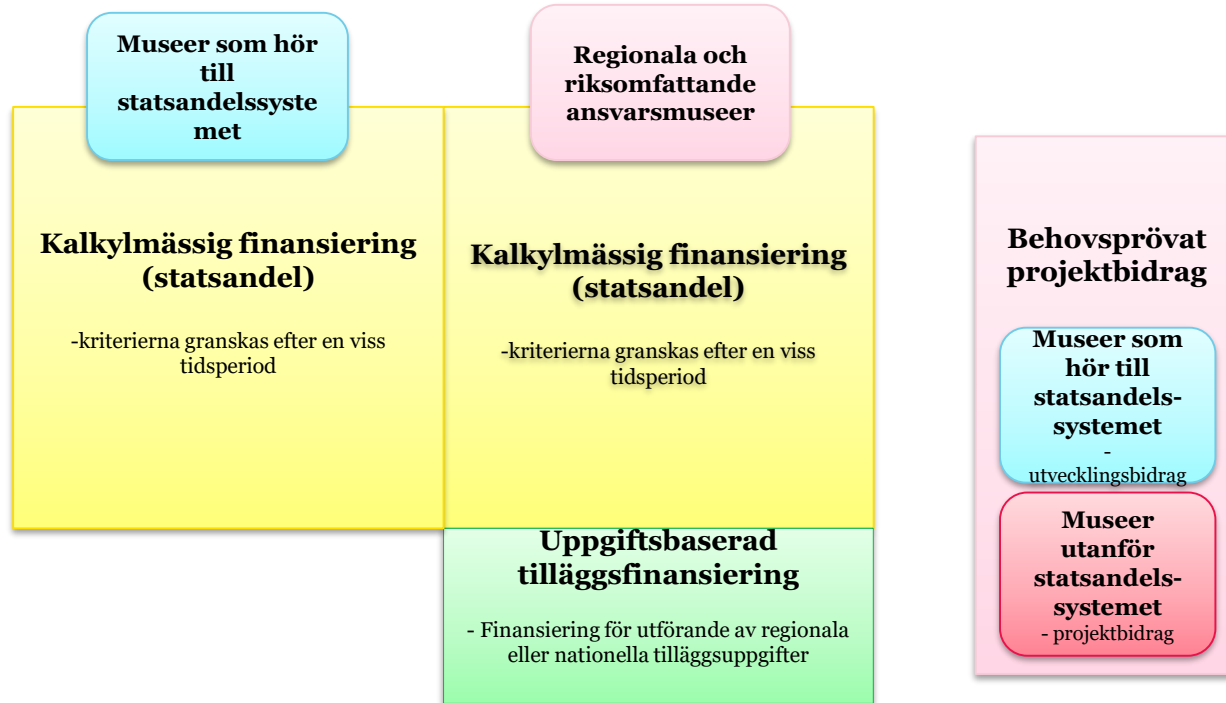 Museer som hör
till
statsandelssyste
met
Kalkylmässig finansiering
(statsandel)
-kriterierna granskas efter en viss
tidsperiod
Regionala och
riksomfattande
ansvarsmuseer
Kalkylmässig finansiering
(statsandel)
-kriterierna granskas efter en viss
tidsperiod
Uppgiftsbaserad
tilläggsfinansiering
- Finansiering för utförande av regionala
eller nationella tilläggsuppgifter
Behovsprövat
projektbidrag
Museer som
hör till
statsandels-
systemet
-
utvecklingsbidrag
Museer
utanför
statsandels-
systemet
- projektbidrag